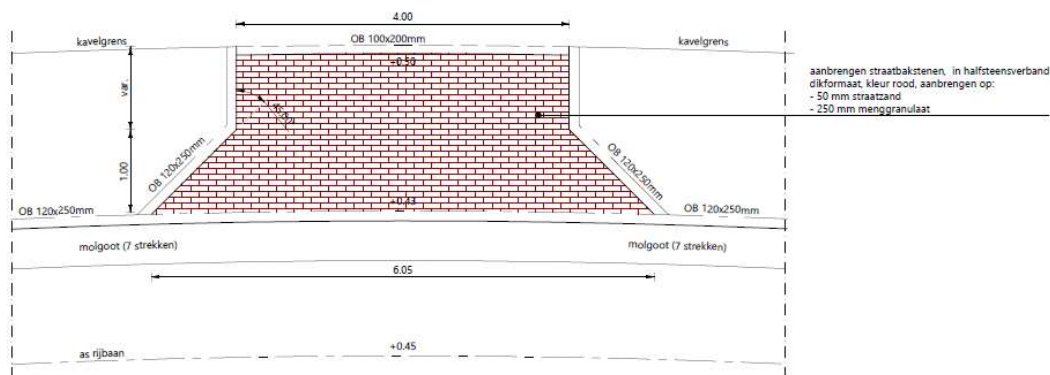 4.00
kavelgrens
OB 100x200mm
kavelgrens
+0.50
aanbrengen straatbakstenen, in halfsteensverband
dikformaat, kleur rood, aanbrengen op:
- 50 mm straatzand
- 250 mm menggranulaat
var.
1.00
OB 120x250mm
OB 120x250mm
OB 120x250mm
+0.43
OB 120x250mm
molgoot (7 strekken)
molgoot (7 strekken)
6.05
as rijbaan
+0.45